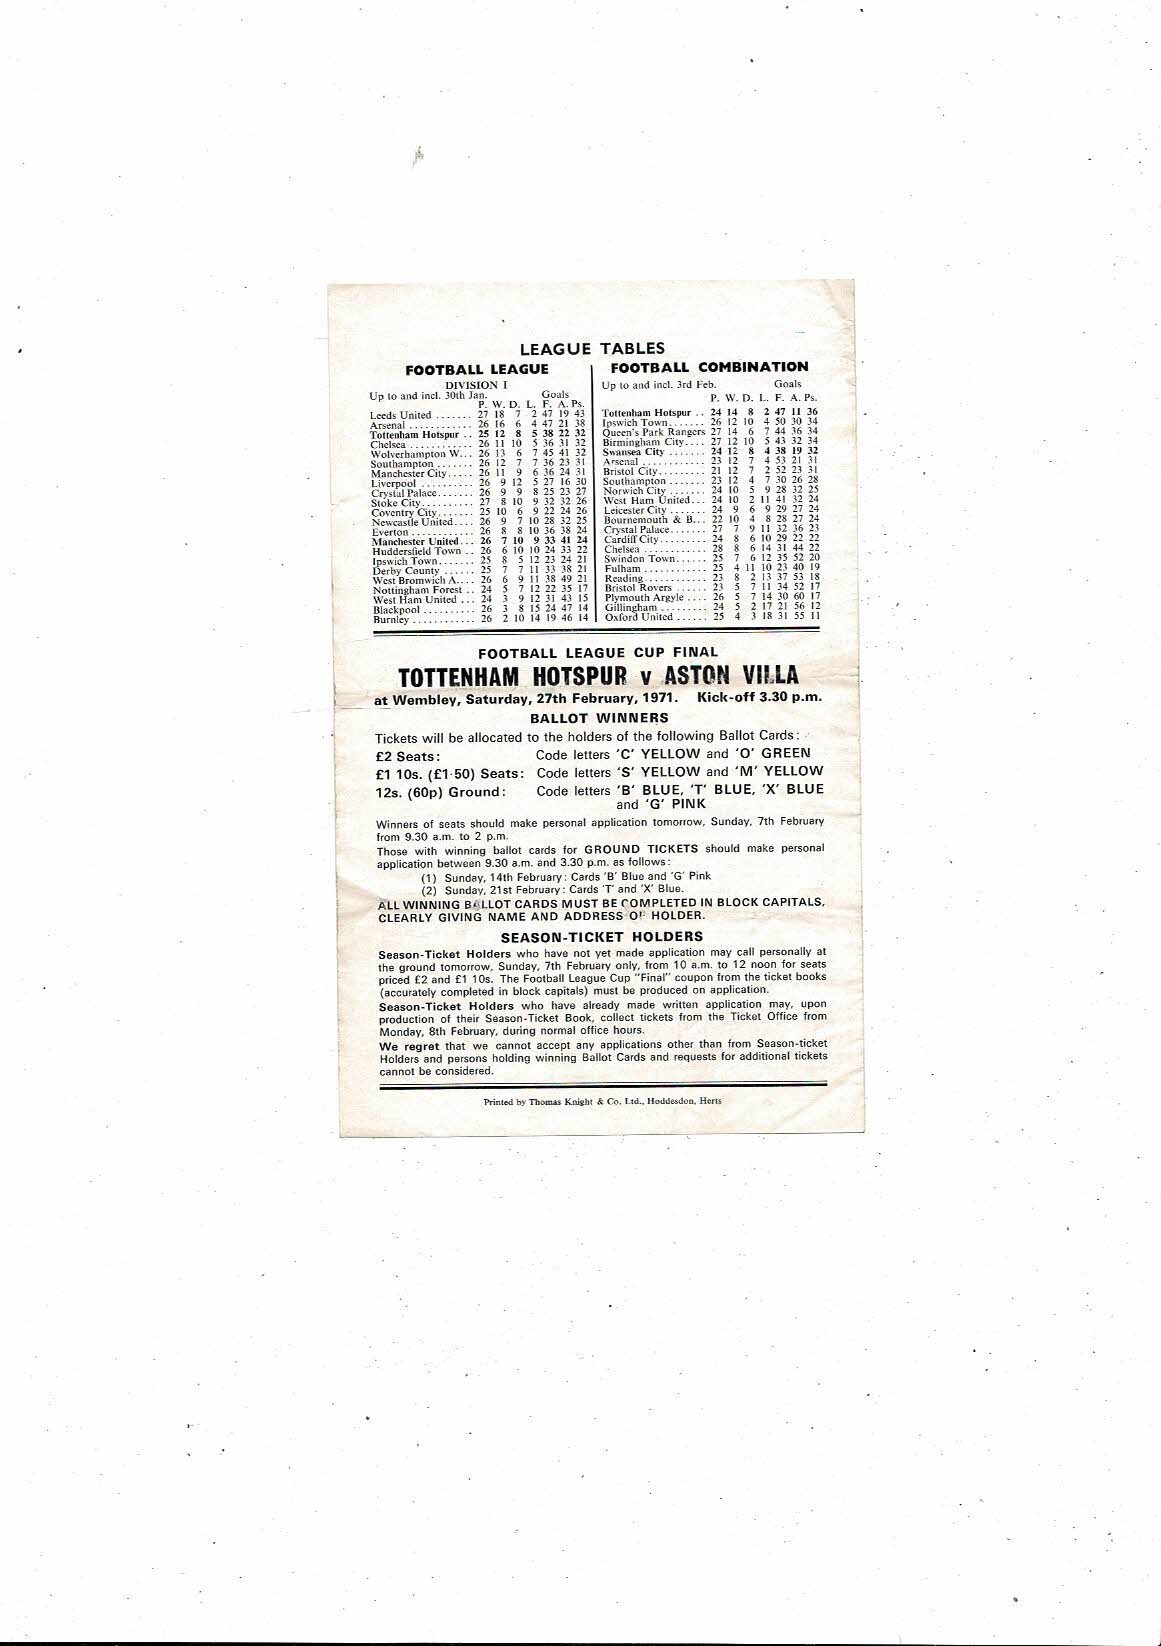 LEAGUE TABLES
FOOTBALL LEAGUE
DIVISION I
Up to and incl. 30th Jan. Goals
P. W. D. L. F. A. Ps.
Leeds United ....... 27 18 7 2 47 19 43
Arsenal ............ 26 16 6 4 47 21 38
Tottenham Hotspur .. 25 12 8 5 38 22 32
Chelsea ............ 26 11 10 5 36 31 32
Wolverhampton W... 26 13 6 7 45 41 32
Southampton ....... 26 12 7 7 36 23 31
Manchester City..... 26 11 9 6 36 24 31
Liverpool .......... 26 9 12 5 27 16 30
Crystal Palace....... 26 9 9 8 25 23 27
Stoke City.......... 27 8 10 9 32 32 26
Coventry City....... 25 10 6 9 22 24 26
Newcastle United.... 26 9 7 10 28 32 25
Everton ............ 26 8 8 10 36 38 24
Manchester United... 26 7 10 9 33 41 24
Huddersfield Town .. 26 6 10 10 24 33 22
Ipswich Town....... 25 8 5 12 23 24 21
Derby County ...... 25 7 7 11 33 38 21
West Bromwich A.... 26 6 9 11 38 49 21
Nottingham Forest .. 24 5 7 12 22 35 17
West Ham United ... 24 3 9 12 31 43 15
Blackpool .......... 26 3 8 15 24 47 14
Burnley ............ 26 2 10 14 19 46 14
FOOTBALL COMBINATION
Up to and incl. 3rd Feb. Goals
P. W. D. L. F. A. Ps.
Tottenham Hotspur .. 24 14 8 2 47 11 36
Ipswich Town....... 26 12 10 4 50 30 34
Queen's Park Rangers 27 14 6 7 44 36 34
Birmingham City.... 27 12 10 5 43 32 34
Swansea City ....... 24 12 8 4 38 19 32
Arsenal ............ 23 12 7 4 53 21 31
Bristol City......... 21 12 7 2 52 23 31
Southampton ....... 23 12 4 7 30 26 28
Norwich City ....... 24 10 5 9 28 32 25
West Ham United... 24 10 2 11 41 32 24
Leicester City ....... 24 9 6 9 29 27 24
Bournemouth & B... 22 10 4 8 28 27 24
Crystal Palace....... 27 7 9 11 32 36 23
Cardiff City......... 24 8 6 10 29 22 22
Chelsea ............ 28 8 6 14 31 44 22
Swindon Town...... 25 7 6 12 35 52 20
Fulham ............ 25 4 11 10 23 40 19
Reading............ 23 8 2 13 37 53 18
Bristol Rovers ...... 23 5 7 11 34 52 17
Plymouth Argyle .... 26 5 7 14 30 60 17
Gillingham ......... 24 5 2 17 21 56 12
Oxford United ...... 25 4 3 18 31 55 11
FOOTBALL LEAGUE CUP FINAL
TOTTENHAM HOTSPUR v ASTON VILLA
at Wembley, Saturday, 27th February, 1971. Kick-off 3.30 p.m.
BALLOT WINNERS
Tickets will be allocated to the holders of the following Ballot Cards:
£2 Seats: Code letters 'C' YELLOW and 'O' GREEN
£1 10s. (£1·50) Seats: Code letters 'S' YELLOW and 'M' YELLOW
12s. (60p) Ground: Code letters 'B' BLUE, 'T' BLUE, 'X' BLUE
and 'G' PINK
Winners of seats should make personal application tomorrow, Sunday, 7th February
from 9.30 a.m. to 2 p.m.
Those with winning ballot cards for GROUND TICKETS should make personal
application between 9.30 a.m. and 3.30 p.m. as follows:
(1) Sunday, 14th February: Cards 'B' Blue and 'G' Pink
(2) Sunday, 21st February: Cards 'T' and 'X' Blue.
ALL WINNING BALLOT CARDS MUST BE COMPLETED IN BLOCK CAPITALS,
CLEARLY GIVING NAME AND ADDRESS OF HOLDER.
SEASON-TICKET HOLDERS
Season-Ticket Holders who have not yet made application may call personally at
the ground tomorrow, Sunday, 7th February only, from 10 a.m. to 12 noon for seats
priced £2 and £1 10s. The Football League Cup "Final" coupon from the ticket books
(accurately completed in block capitals) must be produced on application.
Season-Ticket Holders who have already made written application may, upon
production of their Season-Ticket Book, collect tickets from the Ticket Office from
Monday, 8th February, during normal office hours.
We regret that we cannot accept any applications other than from Season-ticket
Holders and persons holding winning Ballot Cards and requests for additional tickets
cannot be considered.
Printed by Thomas Knight & Co. Ltd., Hoddesdon, Herts